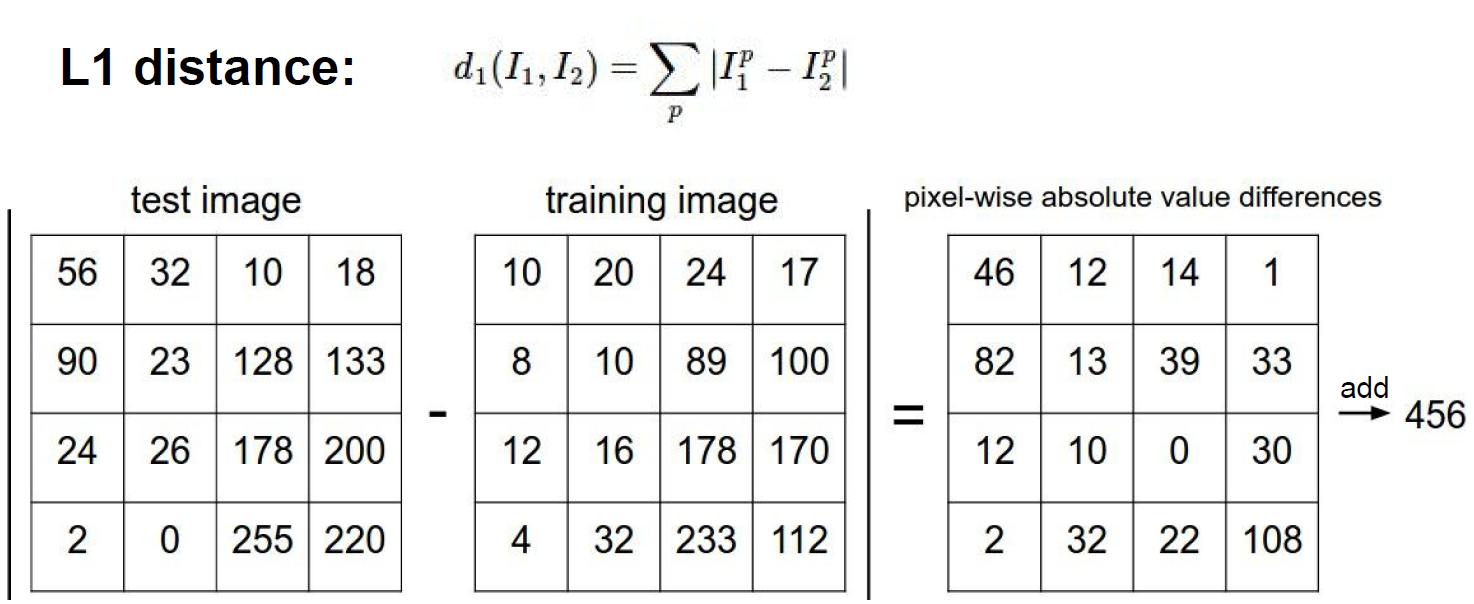 L1 distance: d₁(I₁, I₂) = ∑ₚ |I₁ᵖ − I₂ᵖ|
test image
56 32 10 18
90 23 128 133
24 26 178 200
2 0 255 220
-
training image
10 20 24 17
8 10 89 100
12 16 178 170
4 32 233 112
=
pixel-wise absolute value differences
46 12 14 1
82 13 39 33
12 10 0 30
2 32 22 108
add
→ 456